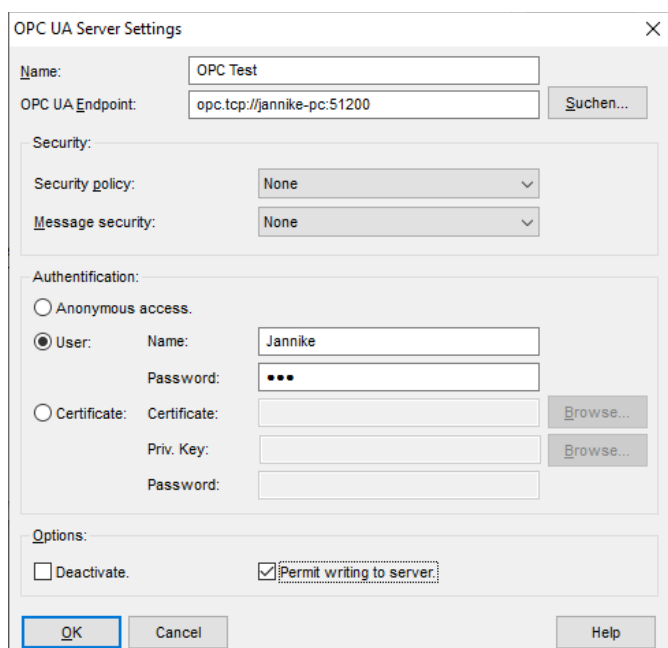 OPC UA Server Settings
Name: OPC Test
OPC UA Endpoint: opc.tcp://jannike-pc:51200 Suchen...
Security:
Security policy: None
Message security: None
Authentification:
Anonymous access.
User: Name: Jannike
Password: •••
Certificate: Certificate: Browse...
Priv. Key: Browse...
Password:
Options:
Deactivate. Permit writing to server.
OK Cancel Help